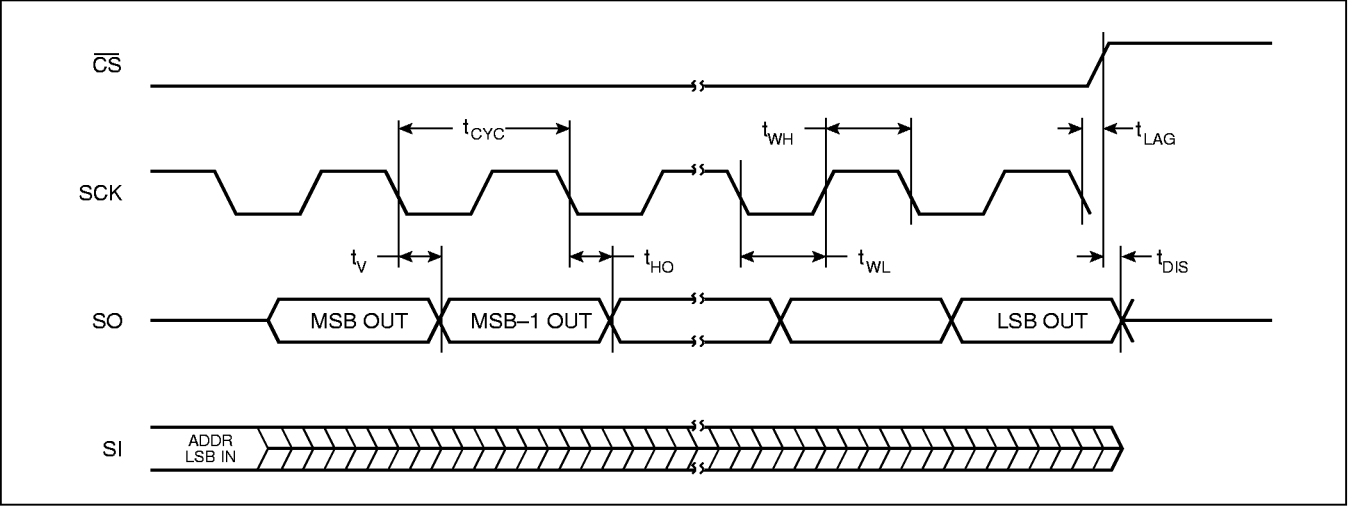 CS
tCYC
tWH
tLAG
SCK
tV
tHO
tWL
tDIS
SO
MSB OUT
MSB–1 OUT
LSB OUT
SI
ADDR
LSB IN